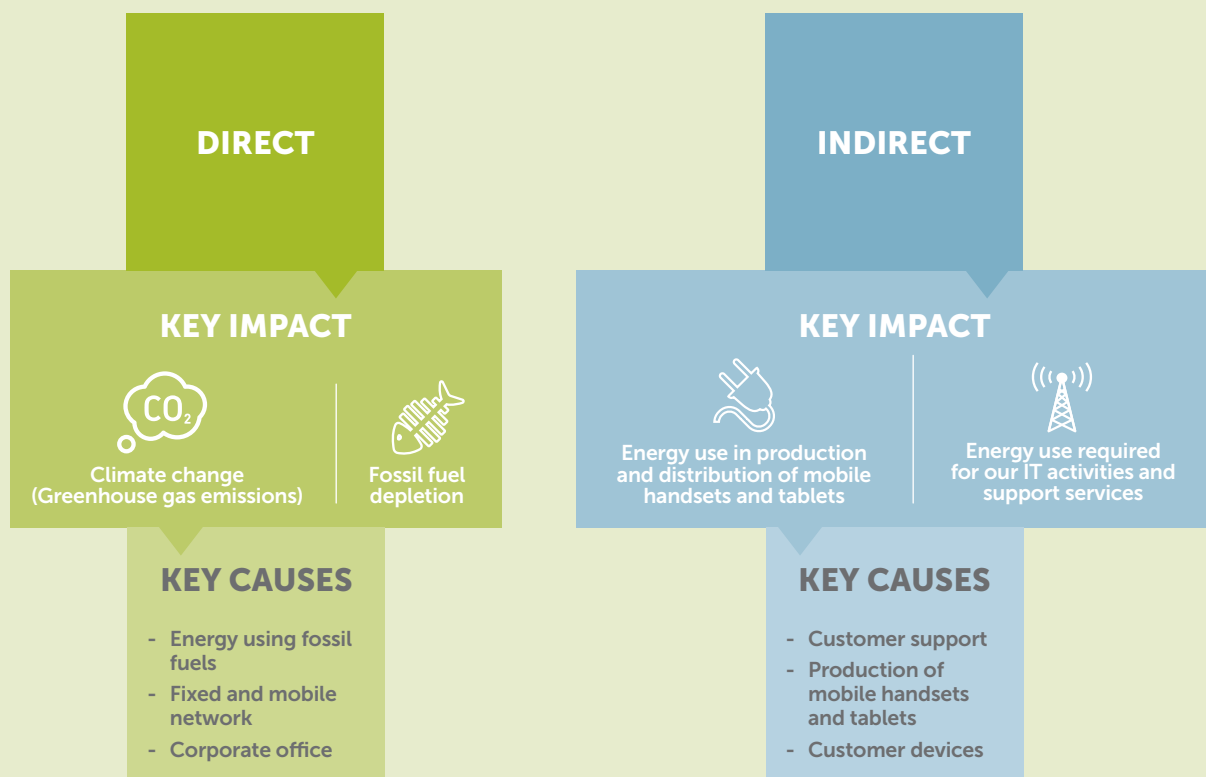 DIRECT
KEY IMPACT
CO₂
Climate change
(Greenhouse gas emissions)
Fossil fuel
depletion
KEY CAUSES
- Energy using fossil
fuels
- Fixed and mobile
network
- Corporate office
INDIRECT
KEY IMPACT
Energy use in production
and distribution of mobile
handsets and tablets
Energy use required
for our IT activities and
support services
KEY CAUSES
- Customer support
- Production of
mobile handsets
and tablets
- Customer devices